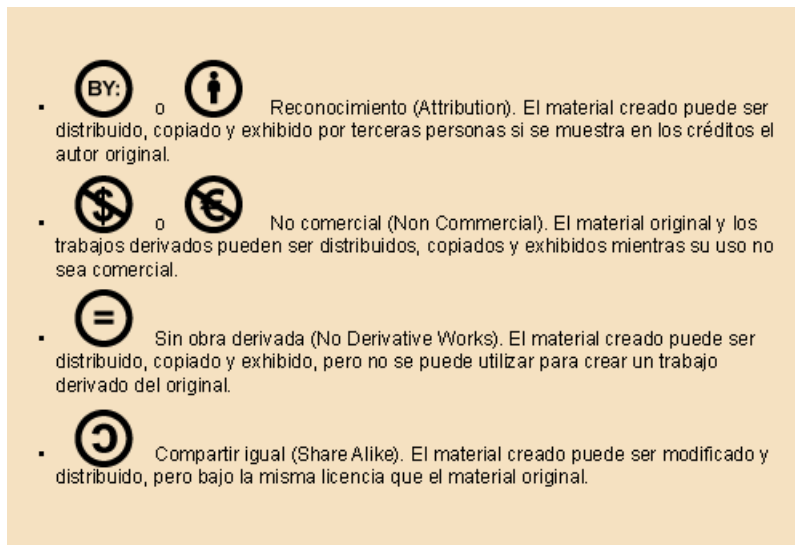 ▪ BY: o Reconocimiento (Attribution). El material creado puede ser
distribuido, copiado y exhibido por terceras personas si se muestra en los créditos el
autor original.
▪ $ o € No comercial (Non Commercial). El material original y los
trabajos derivados pueden ser distribuidos, copiados y exhibidos mientras su uso no
sea comercial.
▪ = Sin obra derivada (No Derivative Works). El material creado puede ser
distribuido, copiado y exhibido, pero no se puede utilizar para crear un trabajo
derivado del original.
▪ Compartir igual (Share Alike). El material creado puede ser modificado y
distribuido, pero bajo la misma licencia que el material original.